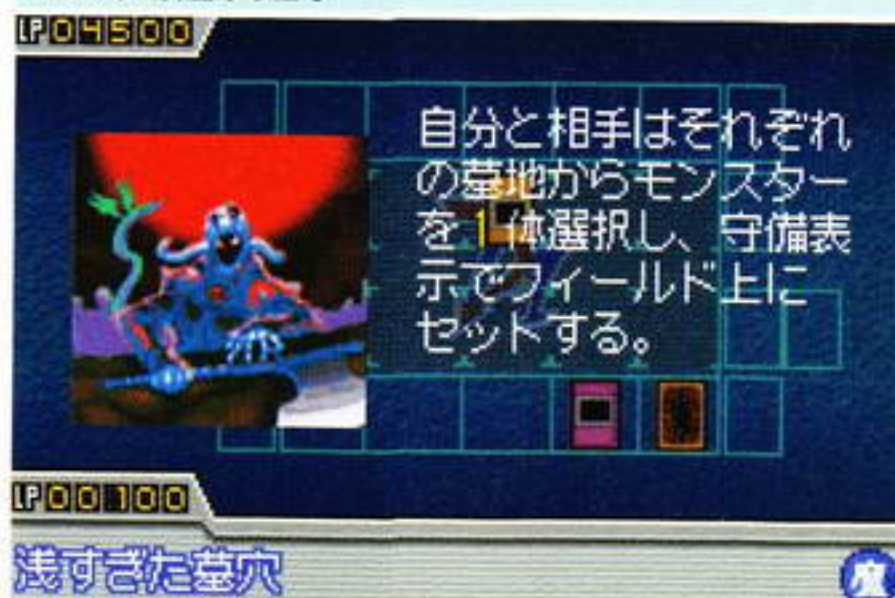 LP04500
自分と相手はそれぞれ
の墓地からモンスター
を1体選択し、守備表
示でフィールド上に
セットする。
LP00100
浅すぎた墓穴
魔